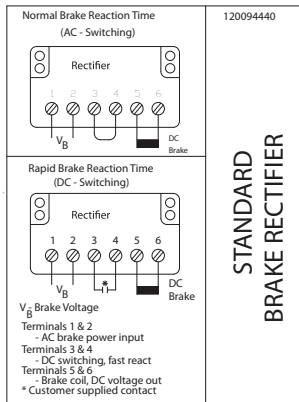 Normal Brake Reaction Time
(AC - Switching)
Rectifier
1 2 3 4 5 6
VB
DC
Brake
Rapid Brake Reaction Time
(DC - Switching)
Rectifier
1 2 3 4 5 6
*
VB
DC
Brake
VB - Brake Voltage
Terminals 1 & 2
- AC brake power input
Terminals 3 & 4
- DC switching, fast react
Terminals 5 & 6
- Brake coil, DC voltage out
* Customer supplied contact
120094440
STANDARD
BRAKE RECTIFIER